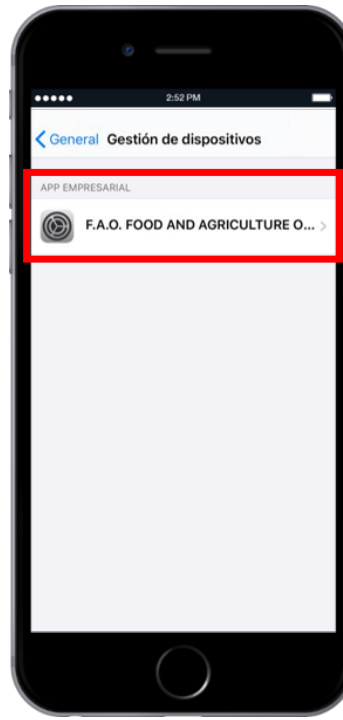 2:52 PM
General Gestión de dispositivos
APP EMPRESARIAL
F.A.O. FOOD AND AGRICULTURE O...